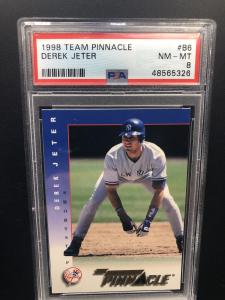 1998 TEAM PINNACLE #B6
DEREK JETER NM - MT
PSA 8
48565326
DEREK JETER
PINNACLE